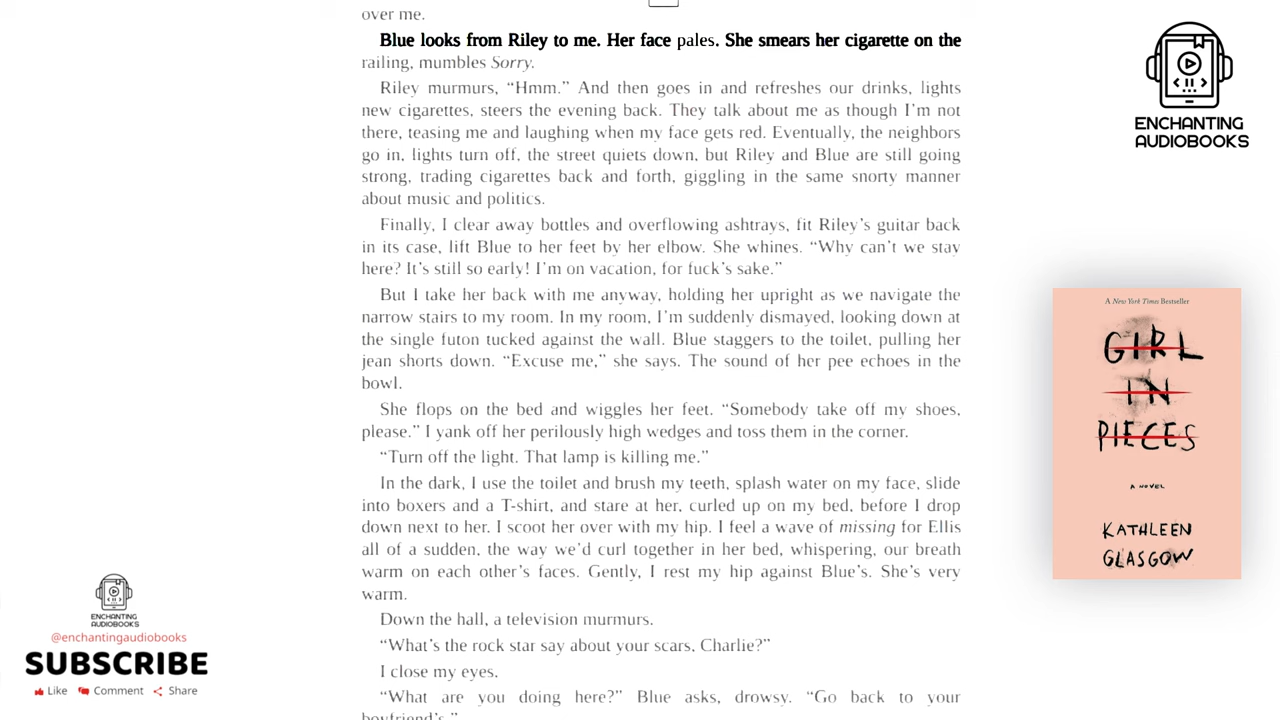 over me.
Blue looks from Riley to me. Her face pales. She smears her cigarette on the
railing, mumbles Sorry.
Riley murmurs, “Hmm.” And then goes in and refreshes our drinks, lights
new cigarettes, steers the evening back. They talk about me as though I’m not
there, teasing me and laughing when my face gets red. Eventually, the neighbors
go in, lights turn off, the street quiets down, but Riley and Blue are still going
strong, trading cigarettes back and forth, giggling in the same snorty manner
about music and politics.
Finally, I clear away bottles and overflowing ashtrays, fit Riley’s guitar back
in its case, lift Blue to her feet by her elbow. She whines. “Why can’t we stay
here? It’s still so early! I’m on vacation, for fuck’s sake.”
But I take her back with me anyway, holding her upright as we navigate the
narrow stairs to my room. In my room, I’m suddenly dismayed, looking down at
the single futon tucked against the wall. Blue staggers to the toilet, pulling her
jean shorts down. “Excuse me,” she says. The sound of her pee echoes in the
bowl.
She flops on the bed and wiggles her feet. “Somebody take off my shoes,
please.” I yank off her perilously high wedges and toss them in the corner.
“Turn off the light. That lamp is killing me.”
In the dark, I use the toilet and brush my teeth, splash water on my face, slide
into boxers and a T-shirt, and stare at her, curled up on my bed, before I drop
down next to her. I scoot her over with my hip. I feel a wave of missing for Ellis
all of a sudden, the way we’d curl together in her bed, whispering, our breath
warm on each other’s faces. Gently, I rest my hip against Blue’s. She’s very
warm.
Down the hall, a television murmurs.
“What’s the rock star say about your scars, Charlie?”
I close my eyes.
“What are you doing here?” Blue asks, drowsy. “Go back to your
boyfriend’s.”
ENCHANTING
AUDIOBOOKS
A New York Times Bestseller
GIRL
IN
PIECES
A NOVEL
KATHLEEN
GLASGOW
ENCHANTING
AUDIOBOOKS
@enchantingaudiobooks
SUBSCRIBE
Like Comment Share